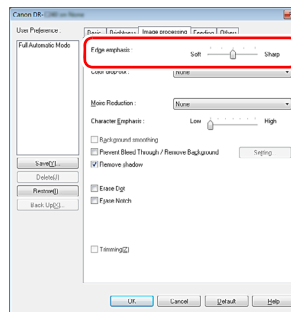 Canon DR-
User Preference :
Full Automatic Mode
Save(Y)...
Delete(J)
Restore(I)
Back Up(X)...
Basic Brightness Image processing Feeding Others
Edge emphasis :
Soft Sharp
Color dropout : None
Moire Reduction : None
Character Emphasis : Low High
Background smoothing
Prevent Bleed Through / Remove Background Setting
Remove shadow
Erase Dot
Erase Notch
Trimming(Z)
OK Cancel Default Help